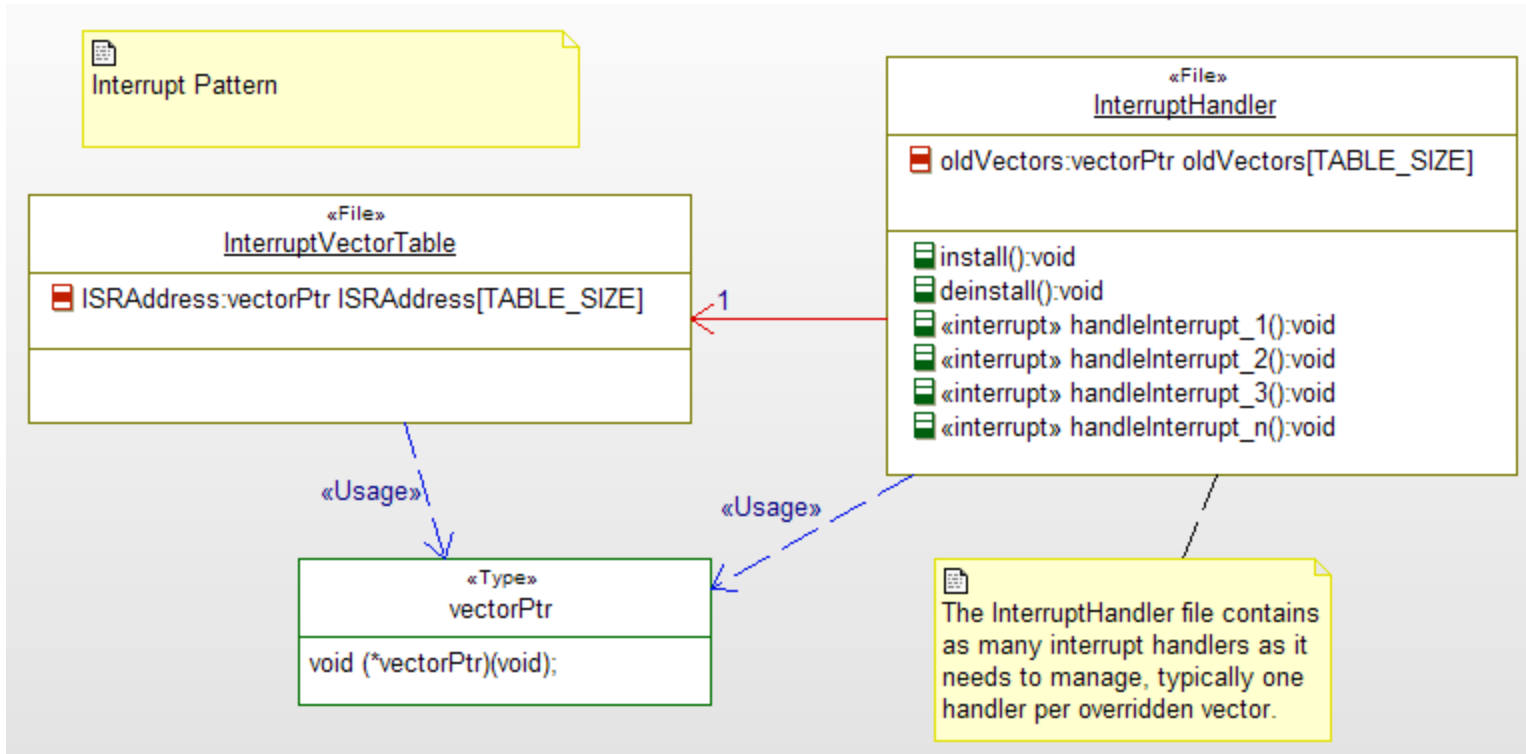 Interrupt Pattern
«File»
InterruptHandler
oldVectors:vectorPtr oldVectors[TABLE_SIZE]
install():void
deinstall():void
«interrupt» handleInterrupt_1():void
«interrupt» handleInterrupt_2():void
«interrupt» handleInterrupt_3():void
«interrupt» handleInterrupt_n():void
«File»
InterruptVectorTable
ISRAddress:vectorPtr ISRAddress[TABLE_SIZE]
1
«Usage»
«Usage»
«Type»
vectorPtr
void (*vectorPtr)(void);
The InterruptHandler file contains
as many interrupt handlers as it
needs to manage, typically one
handler per overridden vector.